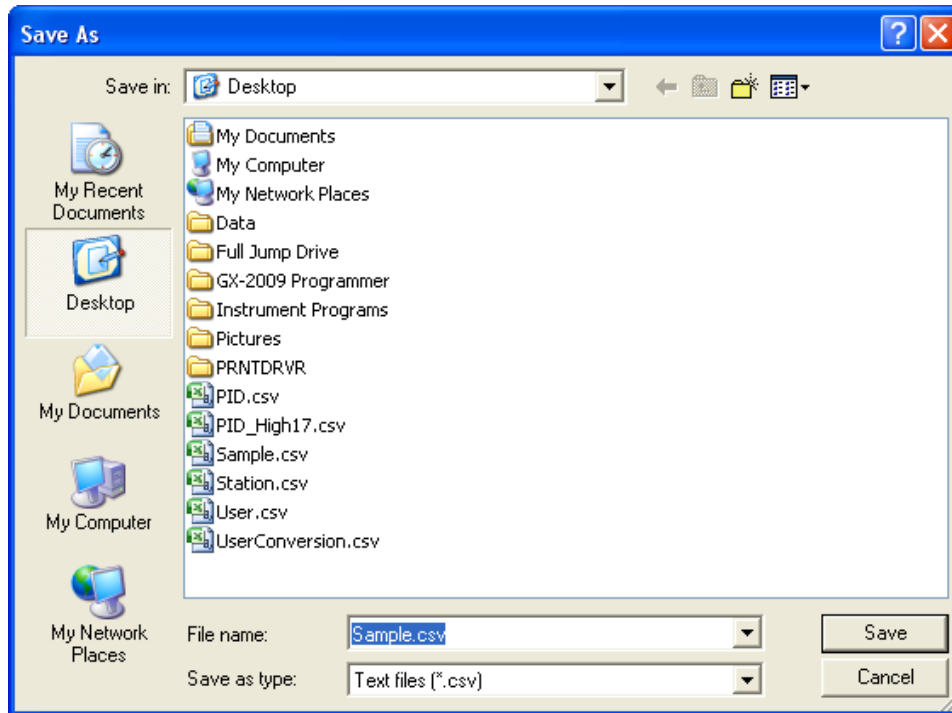 Save As
Save in:
Desktop
My Recent
Documents
Desktop
My Documents
My Computer
My Network
Places
My Documents
My Computer
My Network Places
Data
Full Jump Drive
GX-2009 Programmer
Instrument Programs
Pictures
PRNTDRVR
PID.csv
PID_High17.csv
Sample.csv
Station.csv
User.csv
UserConversion.csv
File name:
Sample.csv
Save
Save as type:
Text files (*.csv)
Cancel